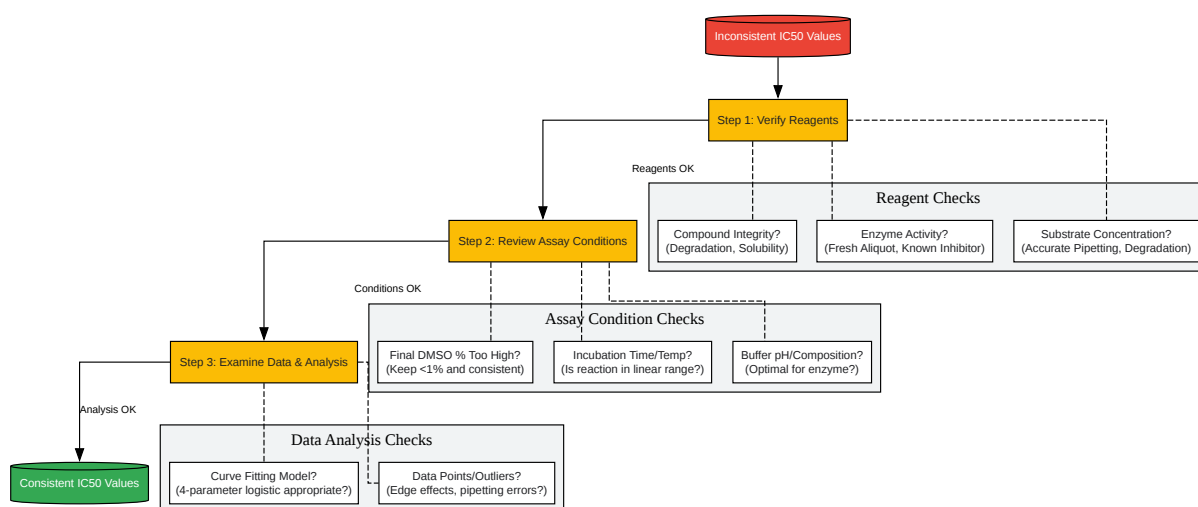 Inconsistent IC50 Values
Step 1: Verify Reagents
Reagents OK
Reagent Checks
Compound Integrity?
(Degradation, Solubility)
Enzyme Activity?
(Fresh Aliquot, Known Inhibitor)
Substrate Concentration?
(Accurate Pipetting, Degradation)
Step 2: Review Assay Conditions
Conditions OK
Assay Condition Checks
Final DMSO % Too High?
(Keep <1% and consistent)
Incubation Time/Temp?
(Is reaction in linear range?)
Buffer pH/Composition?
(Optimal for enzyme?)
Step 3: Examine Data & Analysis
Analysis OK
Data Analysis Checks
Curve Fitting Model?
(4-parameter logistic appropriate?)
Data Points/Outliers?
(Edge effects, pipetting errors?)
Consistent IC50 Values